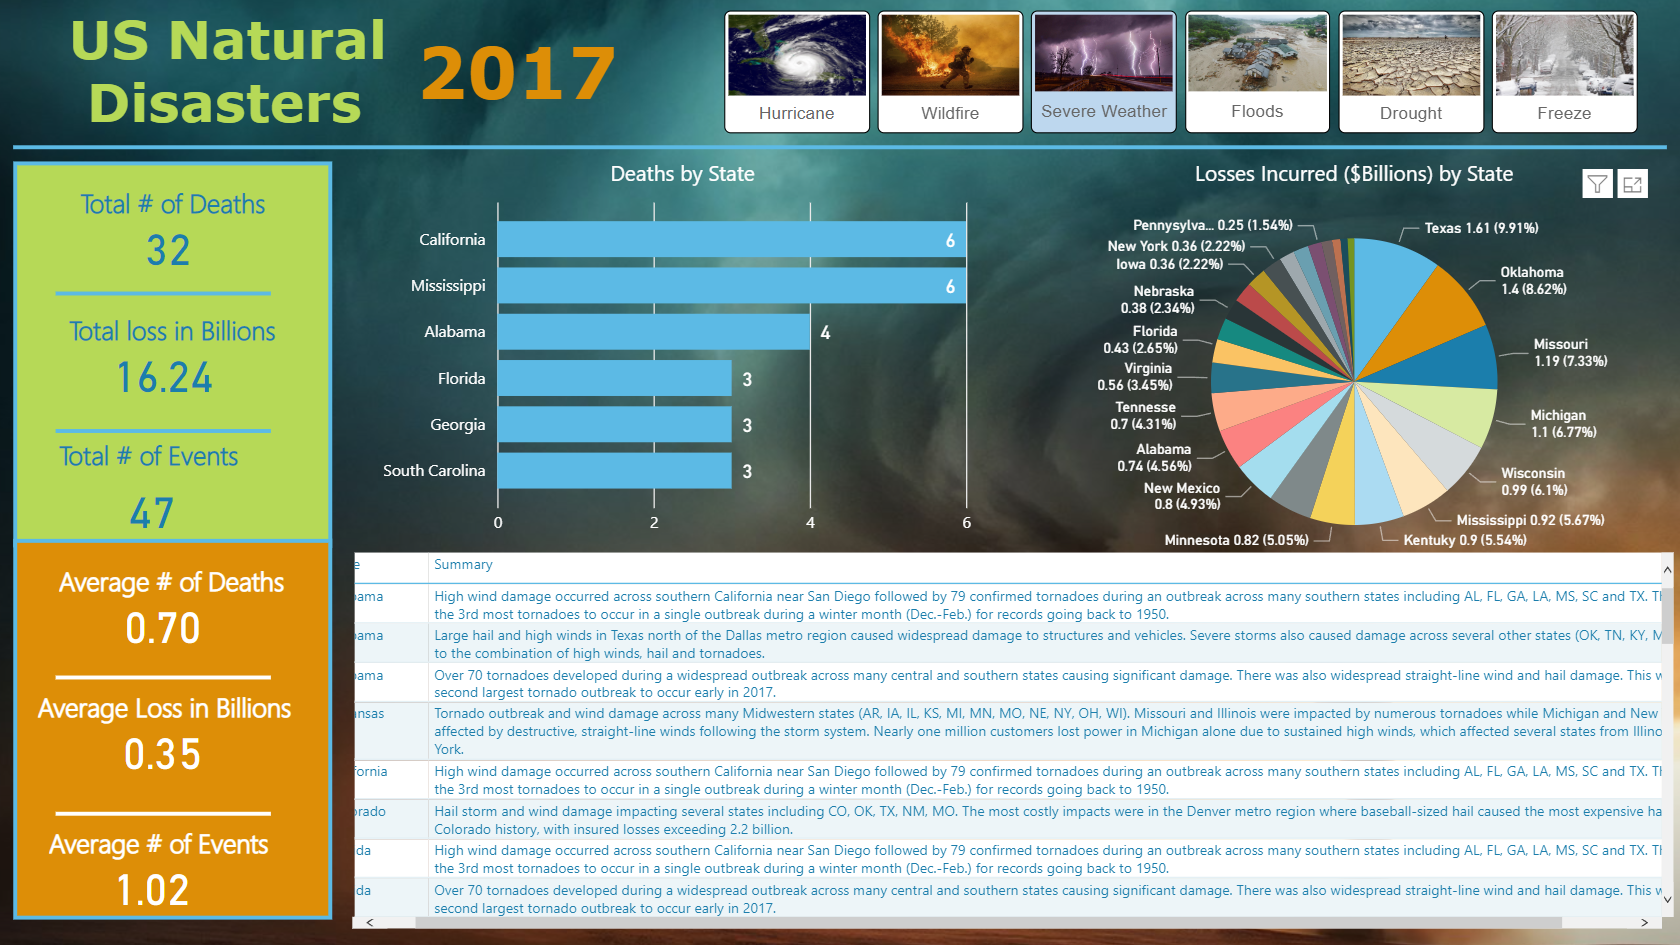 US Natural
Disasters
2017
Hurricane
Wildfire
Severe Weather
Floods
Drought
Freeze
Total # of Deaths
32
Total loss in Billions
16.24
Total # of Events
47
Average # of Deaths
0.70
Average Loss in Billions
0.35
Average # of Events
1.02
Deaths by State
California
6
Mississippi
6
Alabama
4
Florida
3
Georgia
3
South Carolina
3
0
2
4
6
Losses Incurred ($Billions) by State
Texas 1.61 (9.91%)
Oklahoma
1.4 (8.62%)
Missouri
1.19 (7.33%)
Michigan
1.1 (6.77%)
Wisconsin
0.99 (6.1%)
Mississippi 0.92 (5.67%)
Kentuky 0.9 (5.54%)
Minnesota 0.82 (5.05%)
New Mexico
0.8 (4.93%)
Alabama
0.74 (4.56%)
Tennesse
0.7 (4.31%)
Virginia
0.56 (3.45%)
Florida
0.43 (2.65%)
Nebraska
0.38 (2.34%)
Iowa 0.36 (2.22%)
New York 0.36 (2.22%)
Pennysylva... 0.25 (1.54%)
e Summary
ama High wind damage occurred across southern California near San Diego followed by 79 confirmed tornadoes during an outbreak across many southern states including AL, FL, GA, LA, MS, SC and TX. Th
the 3rd most tornadoes to occur in a single outbreak during a winter month (Dec.-Feb.) for records going back to 1950.
ama Large hail and high winds in Texas north of the Dallas metro region caused widespread damage to structures and vehicles. Severe storms also caused damage across several other states (OK, TN, KY, M
to the combination of high winds, hail and tornadoes.
ama Over 70 tornadoes developed during a widespread outbreak across many central and southern states causing significant damage. There was also widespread straight-line wind and hail damage. This w
second largest tornado outbreak to occur early in 2017.
nsas Tornado outbreak and wind damage across many Midwestern states (AR, IA, IL, KS, MI, MN, MO, NE, NY, OH, WI). Missouri and Illinois were impacted by numerous tornadoes while Michigan and New
affected by destructive, straight-line winds following the storm system. Nearly one million customers lost power in Michigan alone due to sustained high winds, which affected several states from Illino
York.
fornia High wind damage occurred across southern California near San Diego followed by 79 confirmed tornadoes during an outbreak across many southern states including AL, FL, GA, LA, MS, SC and TX. Th
the 3rd most tornadoes to occur in a single outbreak during a winter month (Dec.-Feb.) for records going back to 1950.
rado Hail storm and wind damage impacting several states including CO, OK, TX, NM, MO. The most costly impacts were in the Denver metro region where baseball-sized hail caused the most expensive ha
Colorado history, with insured losses exceeding 2.2 billion.
da High wind damage occurred across southern California near San Diego followed by 79 confirmed tornadoes during an outbreak across many southern states including AL, FL, GA, LA, MS, SC and TX. Th
the 3rd most tornadoes to occur in a single outbreak during a winter month (Dec.-Feb.) for records going back to 1950.
da Over 70 tornadoes developed during a widespread outbreak across many central and southern states causing significant damage. There was also widespread straight-line wind and hail damage. This w
second largest tornado outbreak to occur early in 2017.